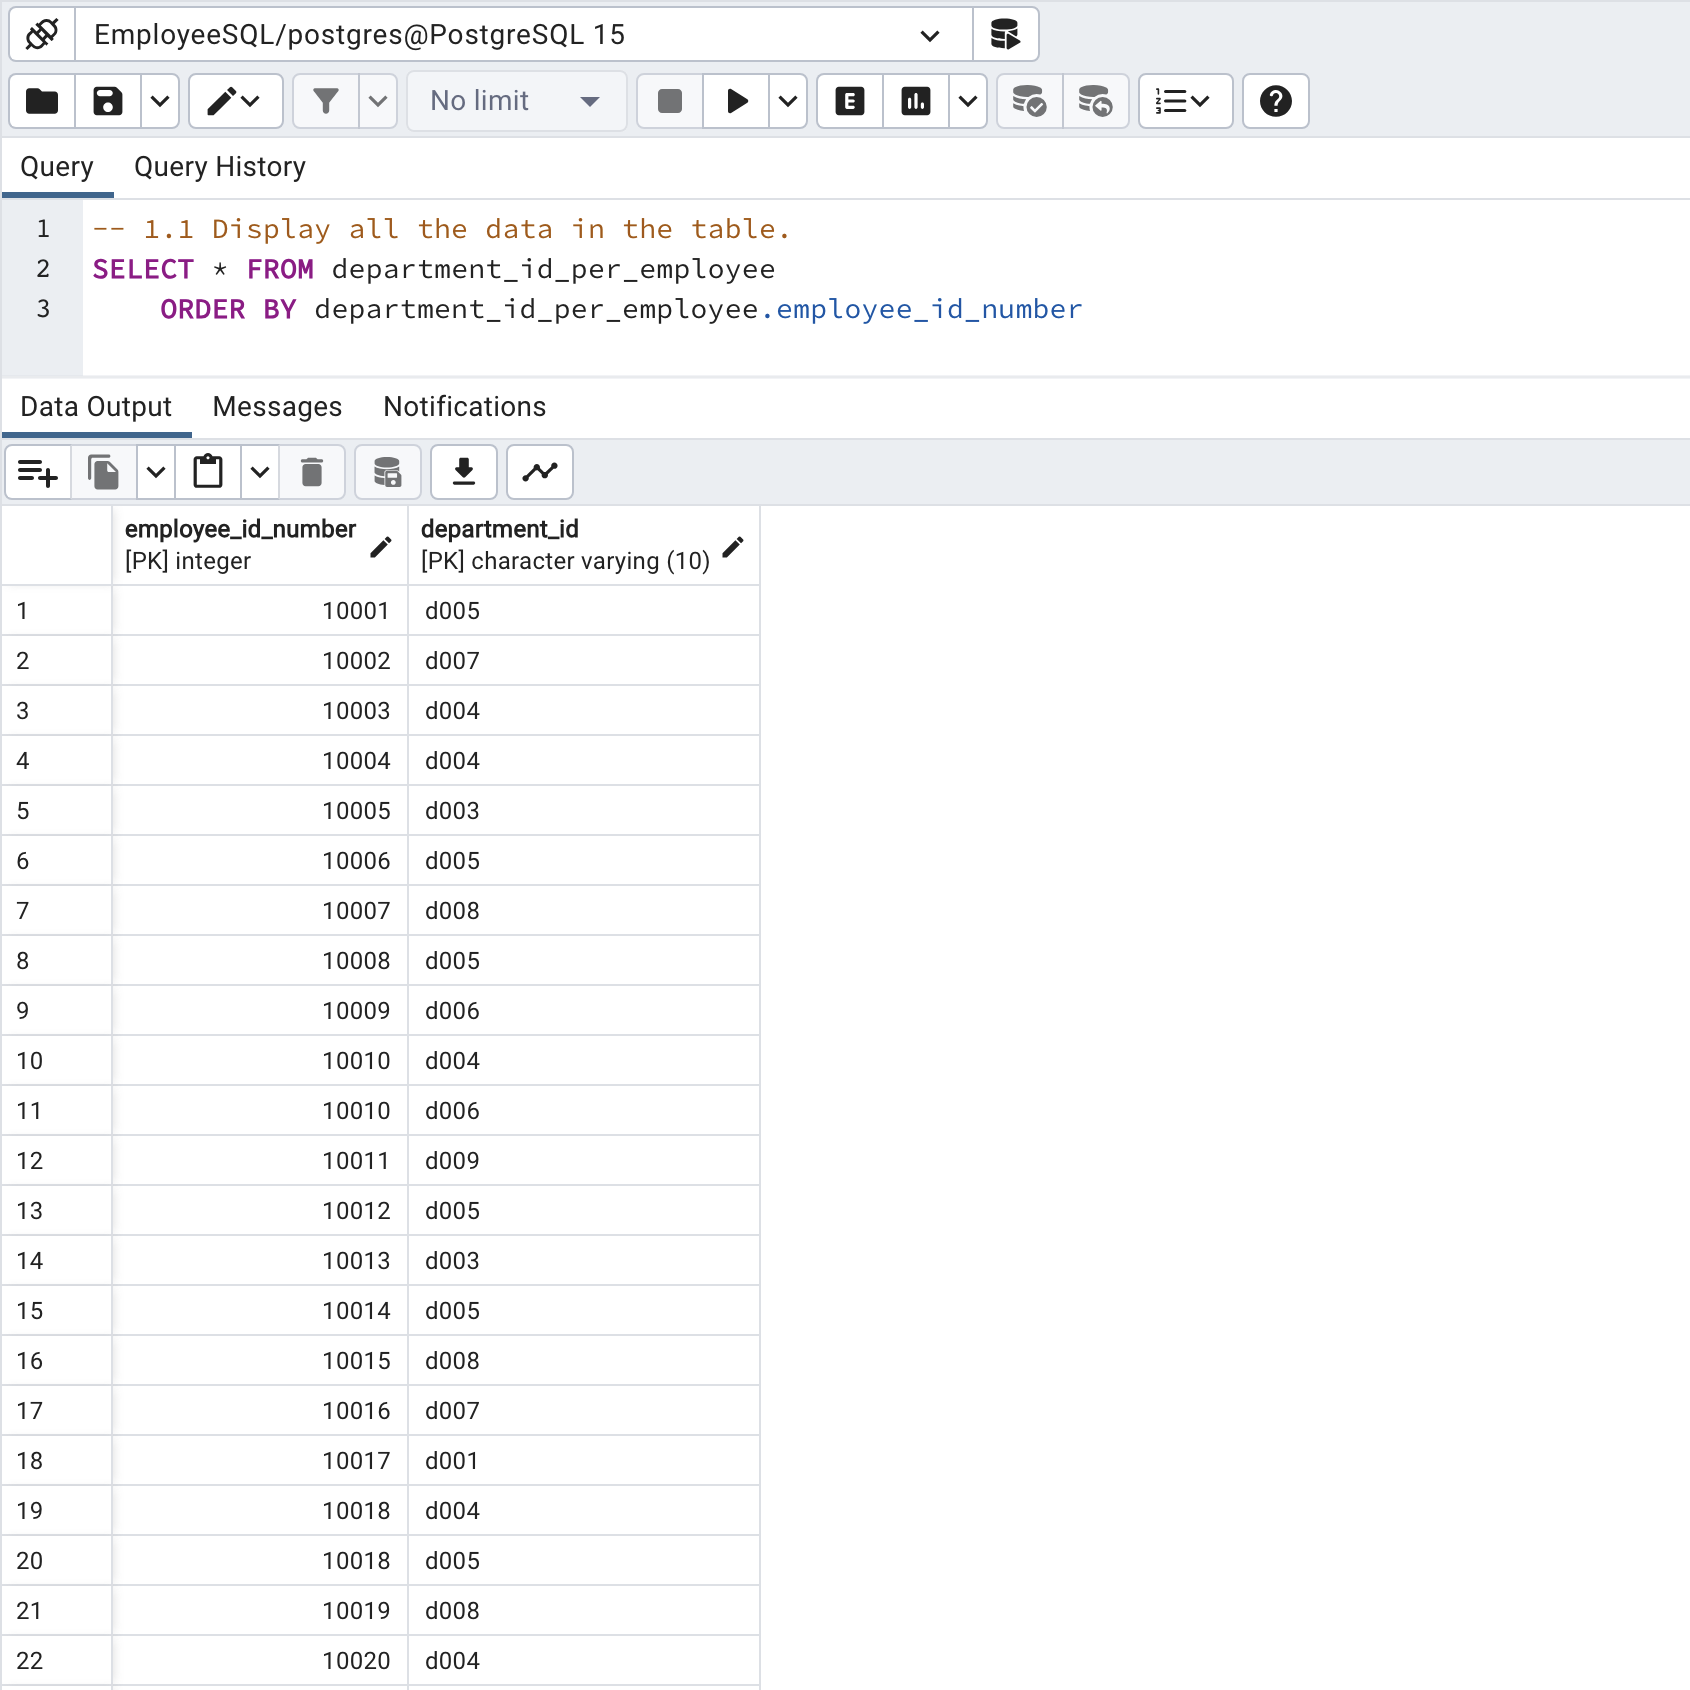 EmployeeSQL/postgres@PostgreSQL 15
No limit
E
Query Query History
1 -- 1.1 Display all the data in the table.
2 SELECT * FROM department_id_per_employee
3 ORDER BY department_id_per_employee.employee_id_number
Data Output Messages Notifications
employee_id_number department_id
[PK] integer [PK] character varying (10)
1 10001 d005
2 10002 d007
3 10003 d004
4 10004 d004
5 10005 d003
6 10006 d005
7 10007 d008
8 10008 d005
9 10009 d006
10 10010 d004
11 10010 d006
12 10011 d009
13 10012 d005
14 10013 d003
15 10014 d005
16 10015 d008
17 10016 d007
18 10017 d001
19 10018 d004
20 10018 d005
21 10019 d008
22 10020 d004